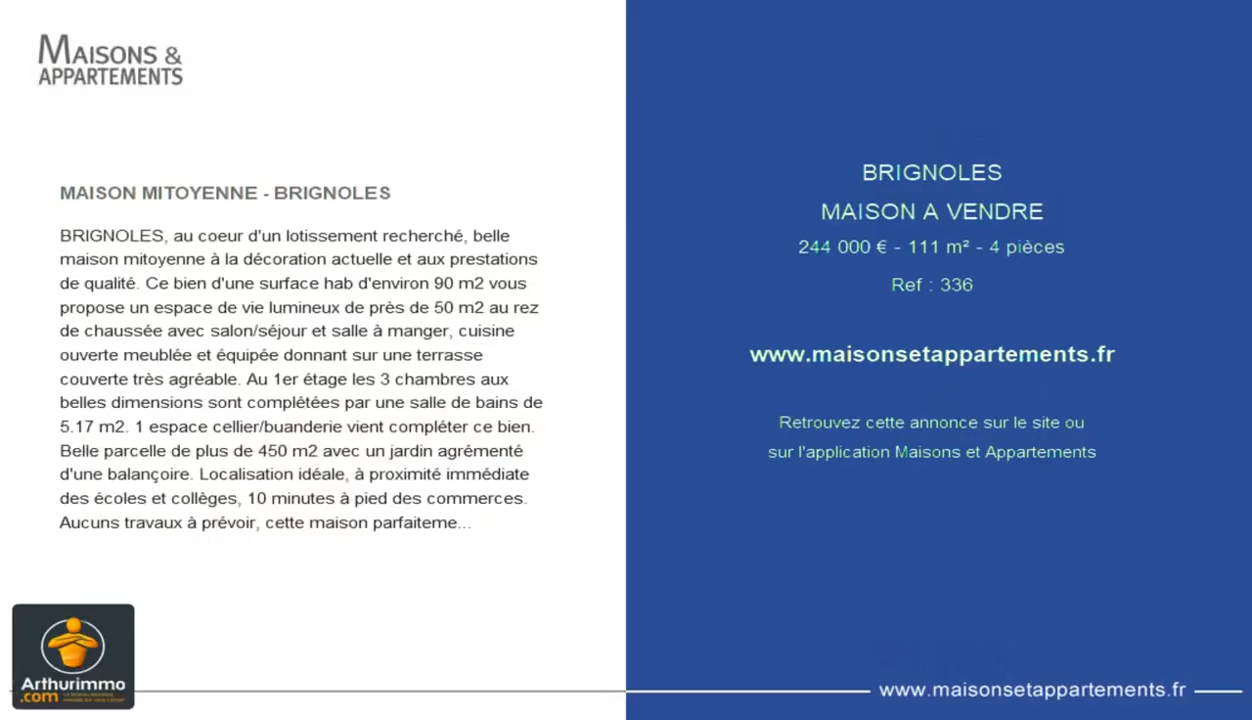 MAISONS &
APPARTEMENTS
MAISON MITOYENNE - BRIGNOLES
BRIGNOLES, au coeur d'un lotissement recherché, belle
maison mitoyenne à la décoration actuelle et aux prestations
de qualité. Ce bien d'une surface hab d'environ 90 m2 vous
propose un espace de vie lumineux de près de 50 m2 au rez
de chaussée avec salon/séjour et salle à manger, cuisine
ouverte meublée et équipée donnant sur une terrasse
couverte très agréable. Au 1er étage les 3 chambres aux
belles dimensions sont complétées par une salle de bains de
5.17 m2. 1 espace cellier/buanderie vient compléter ce bien.
Belle parcelle de plus de 450 m2 avec un jardin agrémenté
d'une balançoire. Localisation idéale, à proximité immédiate
des écoles et collèges, 10 minutes à pied des commerces.
Aucuns travaux à prévoir, cette maison parfaiteme...
Arthurimmo
.com
BRIGNOLES
MAISON A VENDRE
244 000 € - 111 m² - 4 pièces
Ref : 336
www.maisonsetappartements.fr
Retrouvez cette annonce sur le site ou
sur l'application Maisons et Appartements
www.maisonsetappartements.fr